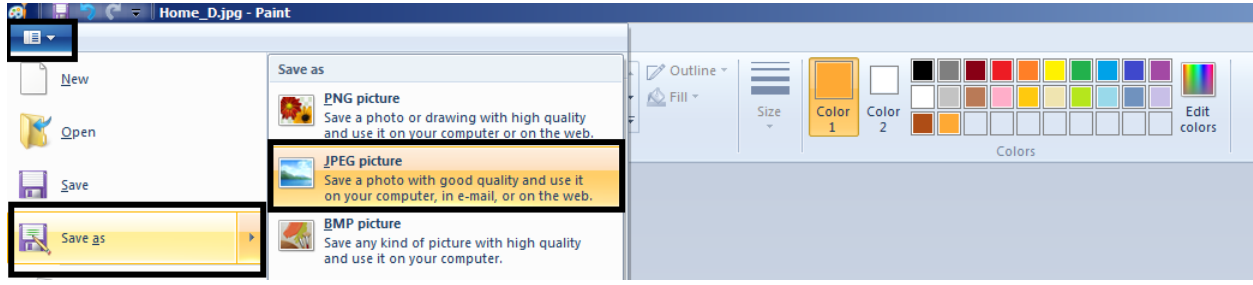 Home_D.jpg - Paint
New
Open
Save
Save as
Save as
PNG picture
Save a photo or drawing with high quality
and use it on your computer or on the web.
JPEG picture
Save a photo with good quality and use it
on your computer, in e-mail, or on the web.
BMP picture
Save any kind of picture with high quality
and use it on your computer.
Outline
Fill
Size
Color
1
Color
2
Edit
colors
Colors